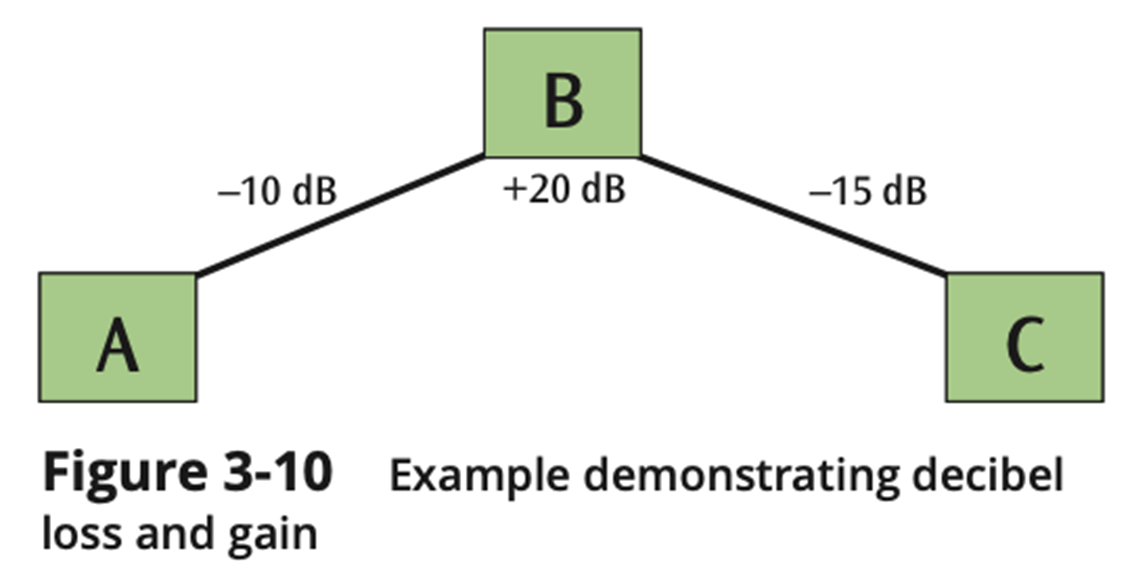 B
–10 dB
+20 dB
–15 dB
A
C
Figure 3-10 Example demonstrating decibel
loss and gain